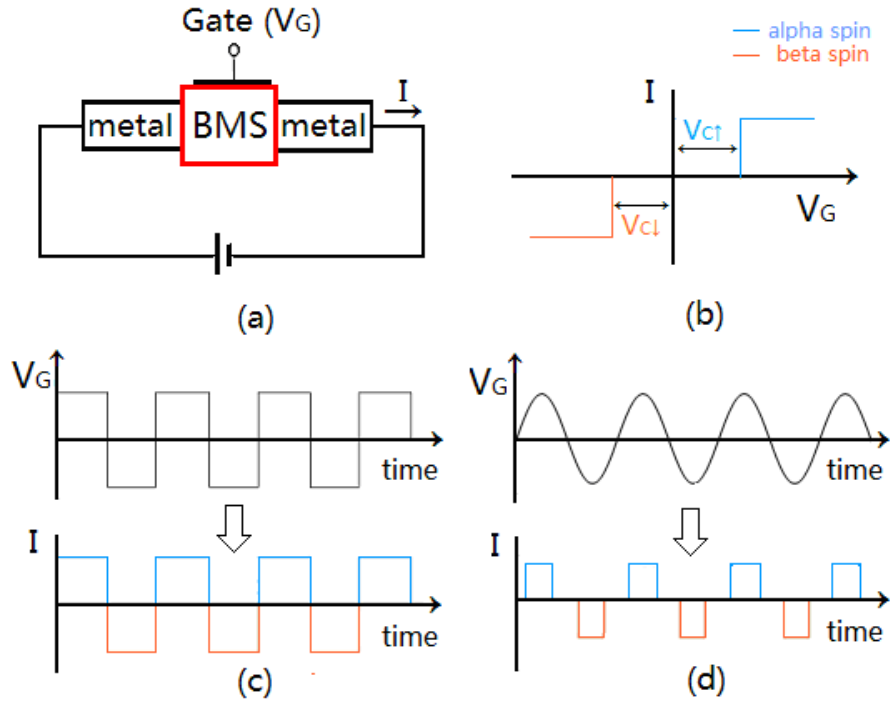 Gate (VG)
I
metal BMS metal
(a)
alpha spin
beta spin
I
VC↑
VG
VC↓
(b)
VG
time
I
time
(c)
VG
time
I
time
(d)